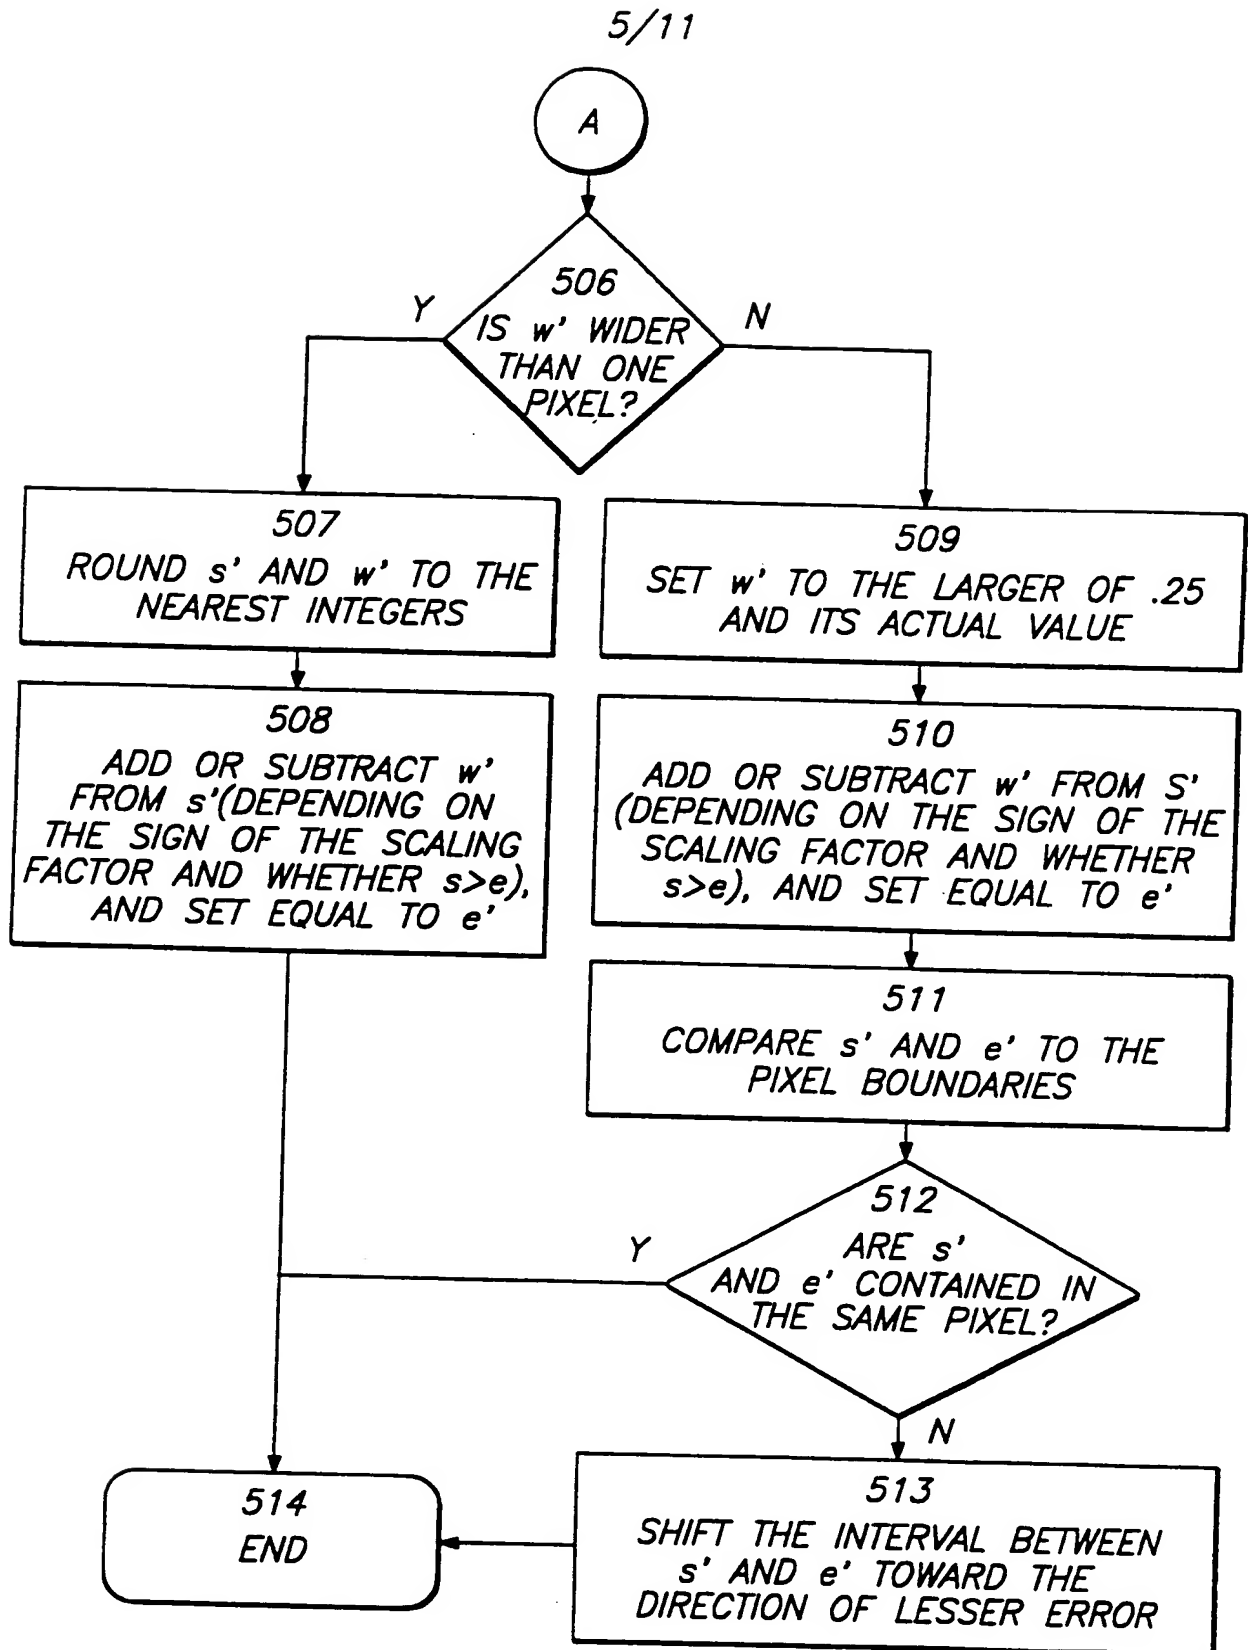 5/11
A
506
IS w' WIDER
THAN ONE
PIXEL?
Y
N
507
ROUND s' AND w' TO THE
NEAREST INTEGERS
509
SET w' TO THE LARGER OF .25
AND ITS ACTUAL VALUE
508
ADD OR SUBTRACT w'
FROM s'(DEPENDING ON
THE SIGN OF THE SCALING
FACTOR AND WHETHER s>e),
AND SET EQUAL TO e'
510
ADD OR SUBTRACT w' FROM S'
(DEPENDING ON THE SIGN OF THE
SCALING FACTOR AND WHETHER
s>e), AND SET EQUAL TO e'
511
COMPARE s' AND e' TO THE
PIXEL BOUNDARIES
512
ARE s'
AND e' CONTAINED IN
THE SAME PIXEL?
Y
N
513
SHIFT THE INTERVAL BETWEEN
s' AND e' TOWARD THE
DIRECTION OF LESSER ERROR
514
END